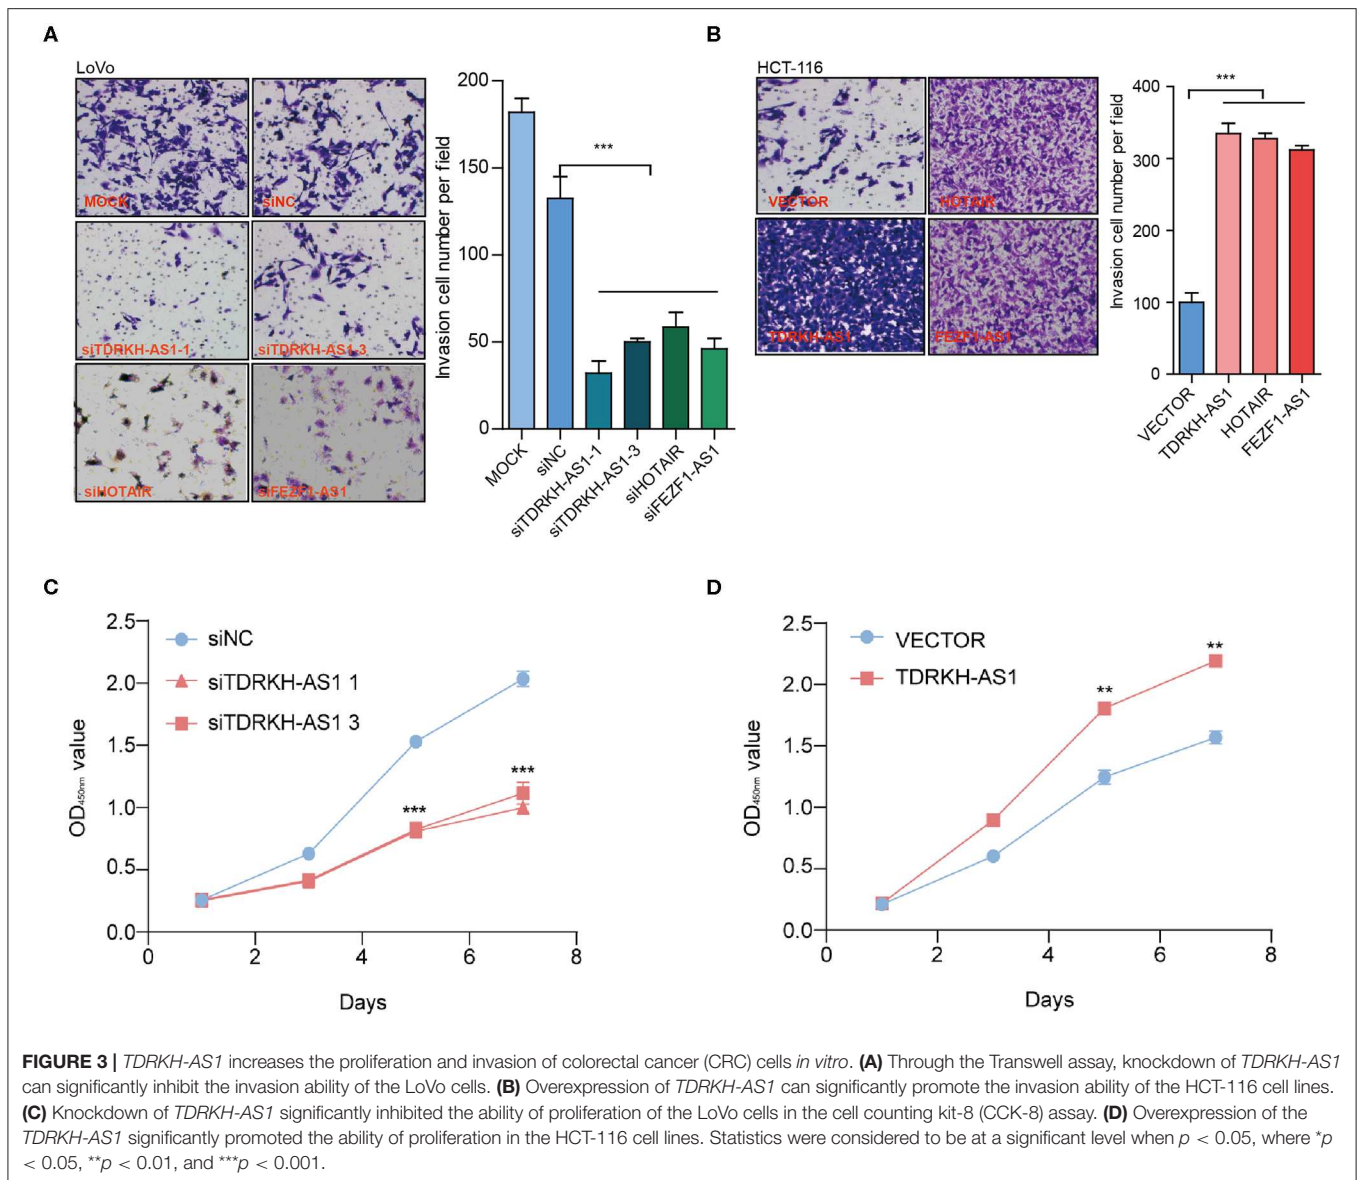 A
LoVo
MOCK
siNC
siTDRKH-AS1-1
siTDRKH-AS1-3
siHOTAIR
siFEZF1-AS1
Invasion cell number per field
200
150
100
50
0
***
MOCK
siNC
siTDRKH-AS1-1
siTDRKH-AS1-3
siHOTAIR
siFEZF1-AS1
B
HCT-116
VECTOR
HOTAIR
TDRKH-AS1
FEZF1-AS1
Invasion cell number per field
400
300
200
100
0
***
VECTOR
TDRKH-AS1
HOTAIR
FEZF1-AS1
C
OD450nm value
2.5
2.0
1.5
1.0
0.5
0.0
siNC
siTDRKH-AS1 1
siTDRKH-AS1 3
***
***
0 2 4 6 8
Days
D
OD450nm value
2.5
2.0
1.5
1.0
0.5
0.0
VECTOR
TDRKH-AS1
**
**
0 2 4 6 8
Days
FIGURE 3 | TDRKH-AS1 increases the proliferation and invasion of colorectal cancer (CRC) cells in vitro. (A) Through the Transwell assay, knockdown of TDRKH-AS1
can significantly inhibit the invasion ability of the LoVo cells. (B) Overexpression of TDRKH-AS1 can significantly promote the invasion ability of the HCT-116 cell lines.
(C) Knockdown of TDRKH-AS1 significantly inhibited the ability of proliferation of the LoVo cells in the cell counting kit-8 (CCK-8) assay. (D) Overexpression of the
TDRKH-AS1 significantly promoted the ability of proliferation in the HCT-116 cell lines. Statistics were considered to be at a significant level when p < 0.05, where *p
< 0.05, **p < 0.01, and ***p < 0.001.